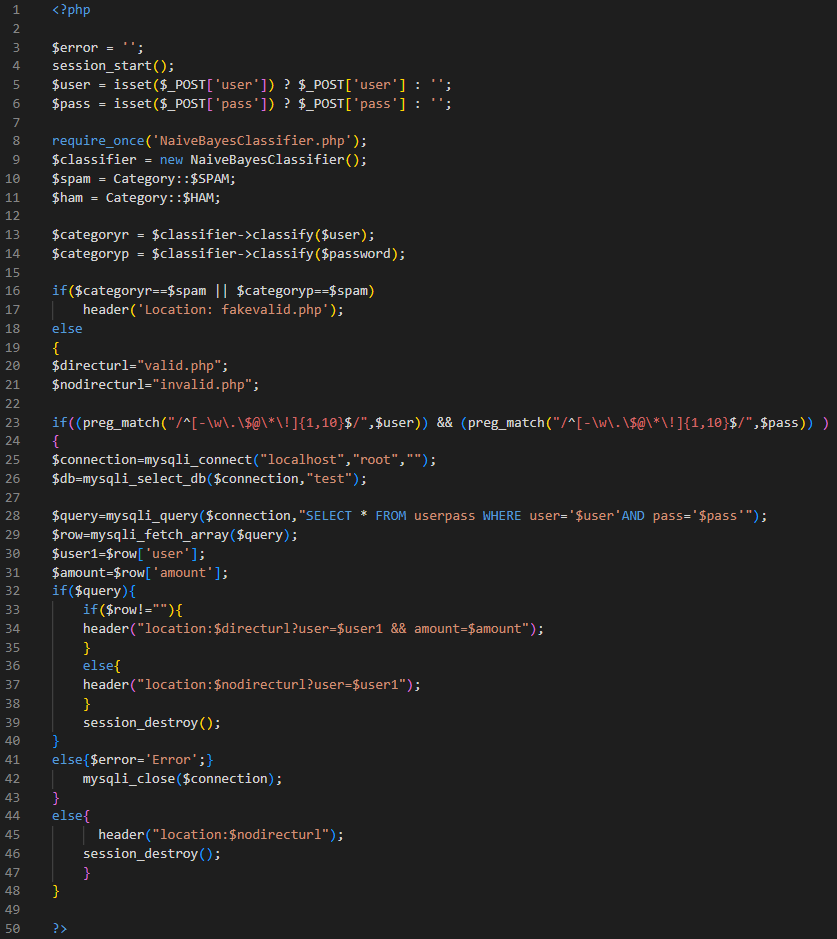 1 <?php
2
3 $error = '';
4 session_start();
5 $user = isset($_POST['user']) ? $_POST['user'] : '';
6 $pass = isset($_POST['pass']) ? $_POST['pass'] : '';
7
8 require_once('NaiveBayesClassifier.php');
9 $classifier = new NaiveBayesClassifier();
10 $spam = Category::$SPAM;
11 $ham = Category::$HAM;
12
13 $categoryr = $classifier->classify($user);
14 $categoryp = $classifier->classify($password);
15
16 if($categoryr==$spam || $categoryp==$spam)
17 header('Location: fakevalid.php');
18 else
19 {
20 $directurl="valid.php";
21 $nodirecturl="invalid.php";
22
23 if((preg_match("/^[-\w\.\$@\*\!]{1,10}$/",$user)) && (preg_match("/^[-\w\.\$@\*\!]{1,10}$/",$pass)) )
24 {
25 $connection=mysqli_connect("localhost","root","");
26 $db=mysqli_select_db($connection,"test");
27
28 $query=mysqli_query($connection,"SELECT * FROM userpass WHERE user='$user'AND pass='$pass'");
29 $row=mysqli_fetch_array($query);
30 $user1=$row['user'];
31 $amount=$row['amount'];
32 if($query){
33 if($row!=""){
34 header("location:$directurl?user=$user1 && amount=$amount");
35 }
36 else{
37 header("location:$nodirecturl?user=$user1");
38 }
39 session_destroy();
40 }
41 else{$error='Error';}
42 mysqli_close($connection);
43 }
44 else{
45 header("location:$nodirecturl");
46 session_destroy();
47 }
48 }
49
50 ?>